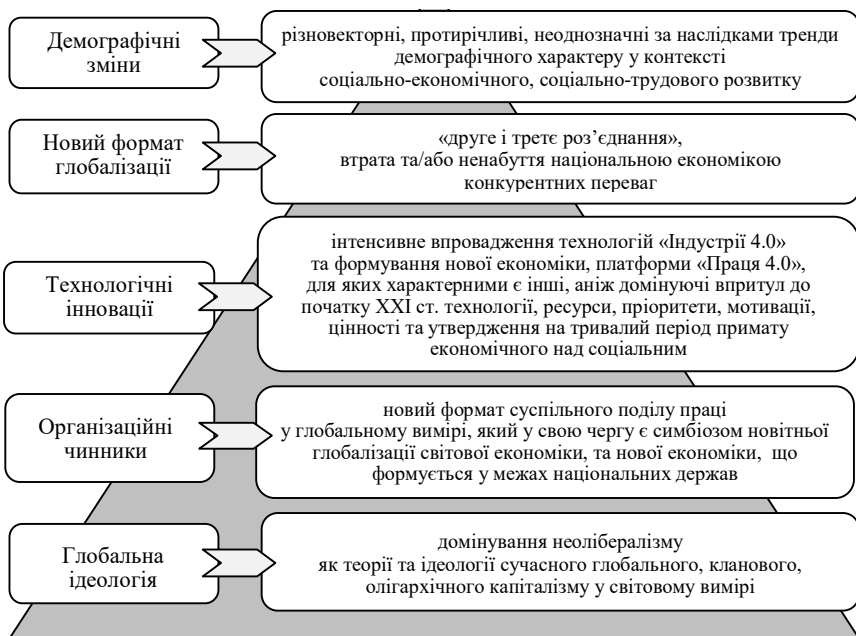 Демографічні
зміни
різновекторні, протирічливі, неоднозначні за наслідками тренди
демографічного характеру у контексті
соціально-економічного, соціально-трудового розвитку
Новий формат
глобалізації
«друге і третє роз’єднання»,
втрата та/або ненабуття національною економікою
конкурентних переваг
Технологічні
інновації
інтенсивне впровадження технологій «Індустрії 4.0»
та формування нової економіки, платформи «Праця 4.0»,
для яких характерними є інші, аніж домінуючі впритул до
початку ХХІ ст. технології, ресурси, пріоритети, мотивації,
цінності та утвердження на тривалий період примату
економічного над соціальним
Організаційні
чинники
новий формат суспільного поділу праці
у глобальному вимірі, який у свою чергу є симбіозом новітньої
глобалізації світової економіки, та нової економіки, що
формується у межах національних держав
Глобальна
ідеологія
домінування неолібералізму
як теорії та ідеології сучасного глобального, кланового,
олігархічного капіталізму у світовому вимірі